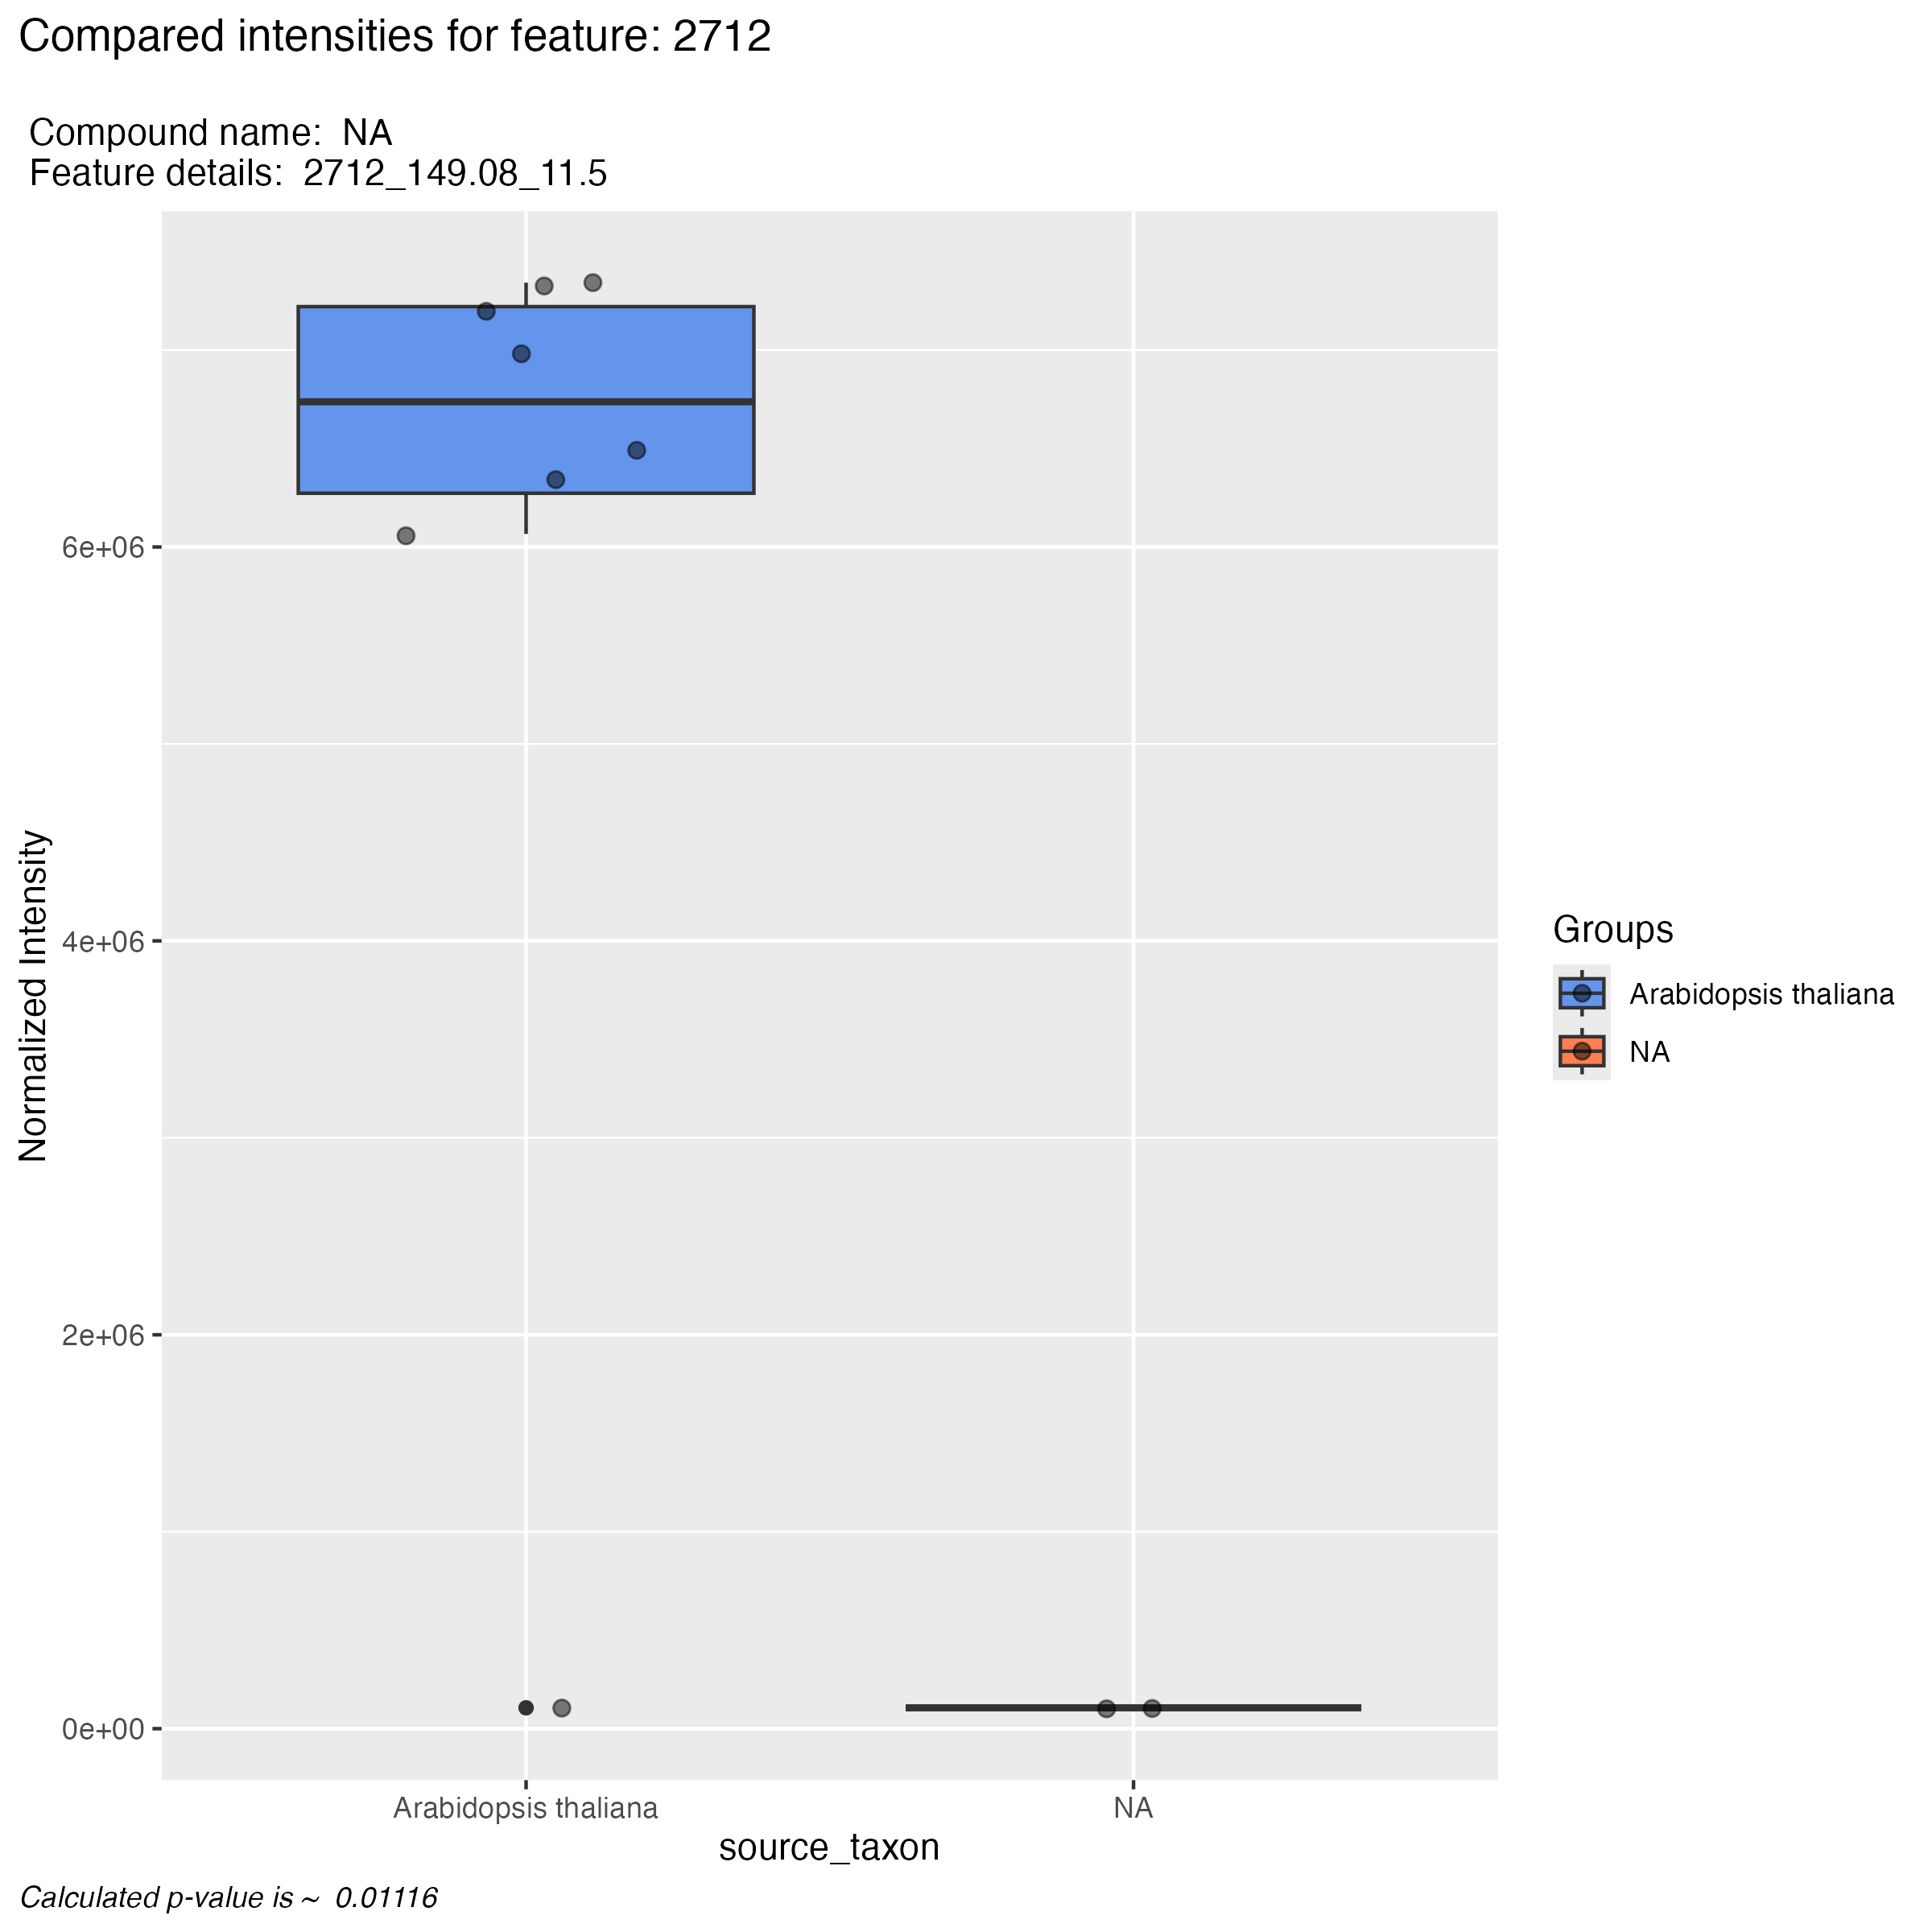 Compared intensities for feature: 2712
Compound name: NA
Feature details: 2712_149.08_11.5
Normalized Intensity
6e+06
4e+06
2e+06
0e+00
Arabidopsis thaliana
NA
source_taxon
Groups
Arabidopsis thaliana
NA
Calculated p-value is ~ 0.01116